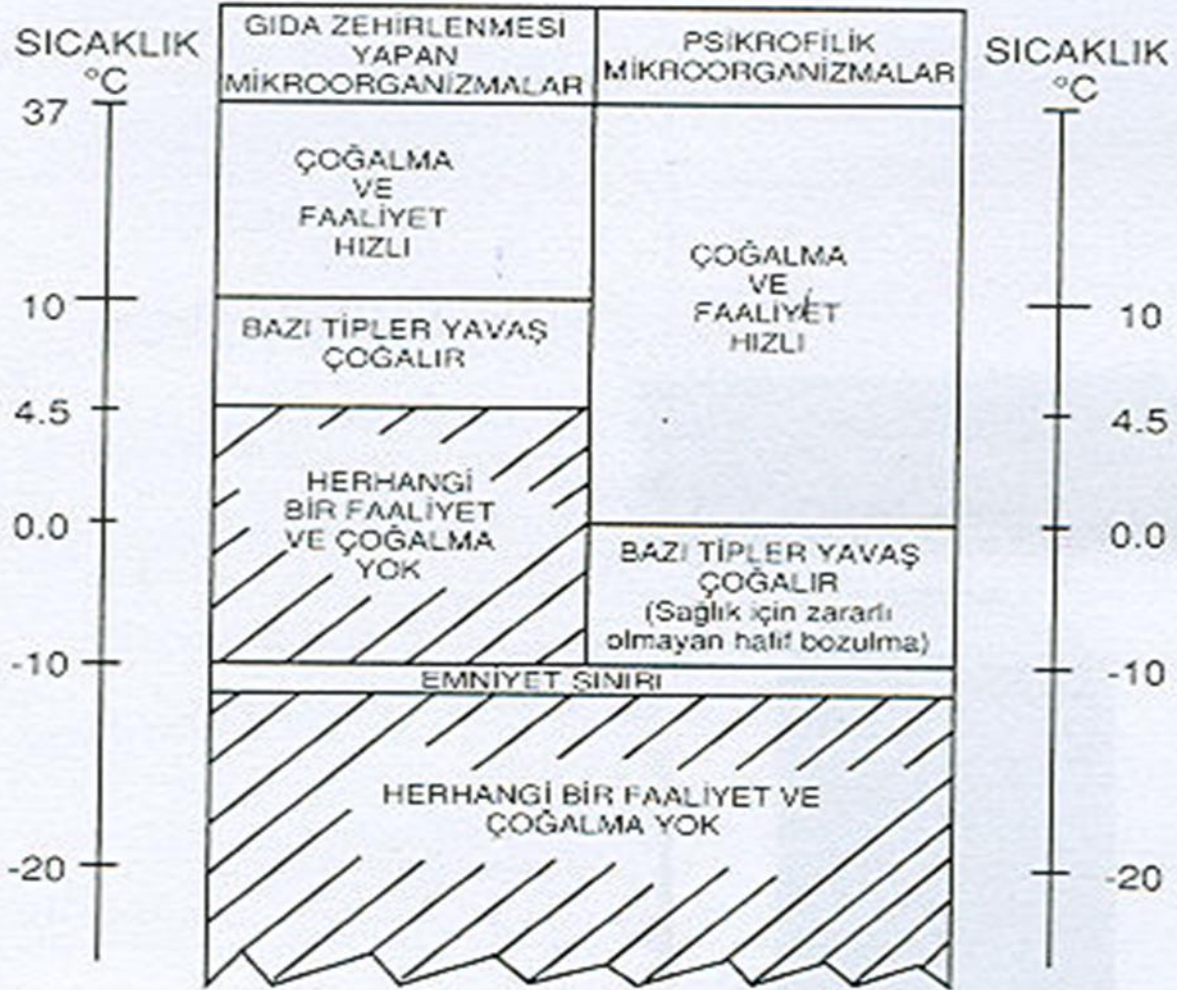 SICAKLIK
°C
GIDA ZEHİRLENMESİ
YAPAN
MİKROORGANİZMALAR
PSİKROFİLİK
MİKROORGANİZMALAR
SICAKLIK
°C
37
ÇOĞALMA
VE
FAALİYET
HIZLI
ÇOĞALMA
VE
FAALİYET
HIZLI
10
10
BAZI TİPLER YAVAŞ
ÇOĞALIR
4.5
4.5
HERHANGİ
BİR FAALİYET
VE ÇOĞALMA
YOK
0.0
0.0
BAZI TİPLER YAVAŞ
ÇOĞALIR
(Sağlık için zararlı
olmayan hafif bozulma)
-10
-10
EMNİYET SINIRI
HERHANGİ BİR FAALİYET VE
ÇOĞALMA YOK
-20
-20